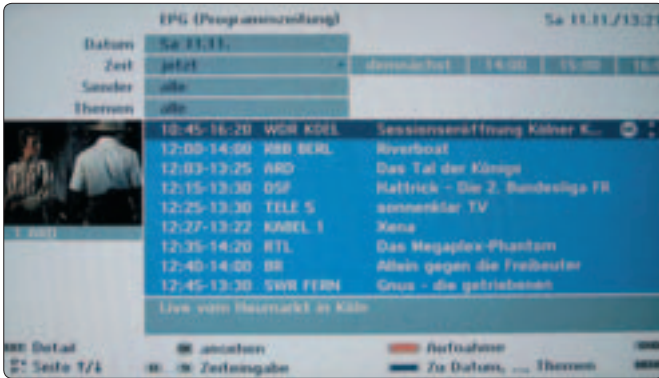 EPG (Programmzeitung) Sa 11.11./13:21
Datum Sa 11.11.
Zeit jetzt demnächst 14:00 15:00
Sender alle
Themen alle
10:45-16:20 WDR KOEL Sessionseröffnung Kölner K...
12:00-14:00 RBB BERL Riverboat
12:03-13:25 ARD Das Tal der Könige
12:15-13:30 DSF Hattrick - Die 2. Bundesliga FR
12:25-13:30 TELE 5 sonnenklar TV
12:27-13:22 KABEL 1 Xena
12:35-14:20 RTL Das Megaplex-Phantom
12:40-14:00 BR Allein gegen die Freibeuter
12:45-13:30 SWR FERN Gnus - die getriebenen
1 ARD
Live vom Heumarkt in Köln
Detail ansehen Aufnahme
Seite Zeiteingabe Zu Datum, ..., Themen